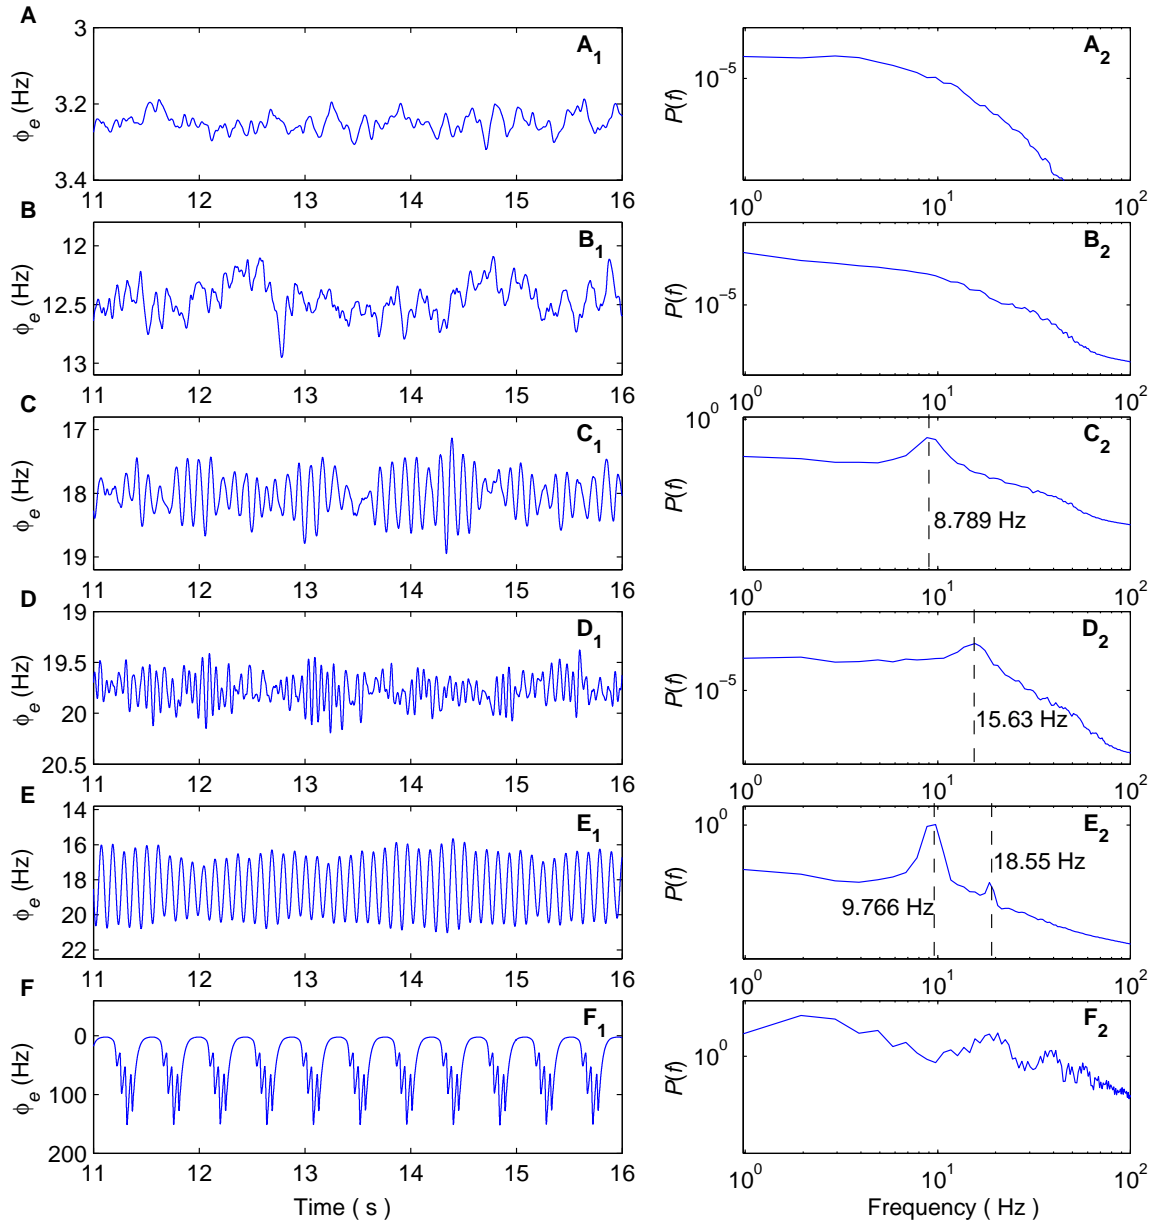 A
A1
ϕe (Hz)
3
3.2
3.4
11 12 13 14 15 16
A2
P(f)
10^-5
10^0 10^1 10^2
B
B1
ϕe (Hz)
12
12.5
13
11 12 13 14 15 16
B2
P(f)
10^-5
10^0 10^1 10^2
C
C1
ϕe (Hz)
17
18
19
11 12 13 14 15 16
C2
P(f)
10^0
8.789 Hz
10^0 10^1 10^2
D
D1
ϕe (Hz)
19
19.5
20
20.5
11 12 13 14 15 16
D2
P(f)
10^-5
15.63 Hz
10^0 10^1 10^2
E
E1
ϕe (Hz)
14
16
18
20
22
11 12 13 14 15 16
E2
P(f)
10^0
18.55 Hz
9.766 Hz
10^0 10^1 10^2
F
F1
ϕe (Hz)
0
100
200
11 12 13 14 15 16
Time ( s )
F2
P(f)
10^0
10^0 10^1 10^2
Frequency ( Hz )